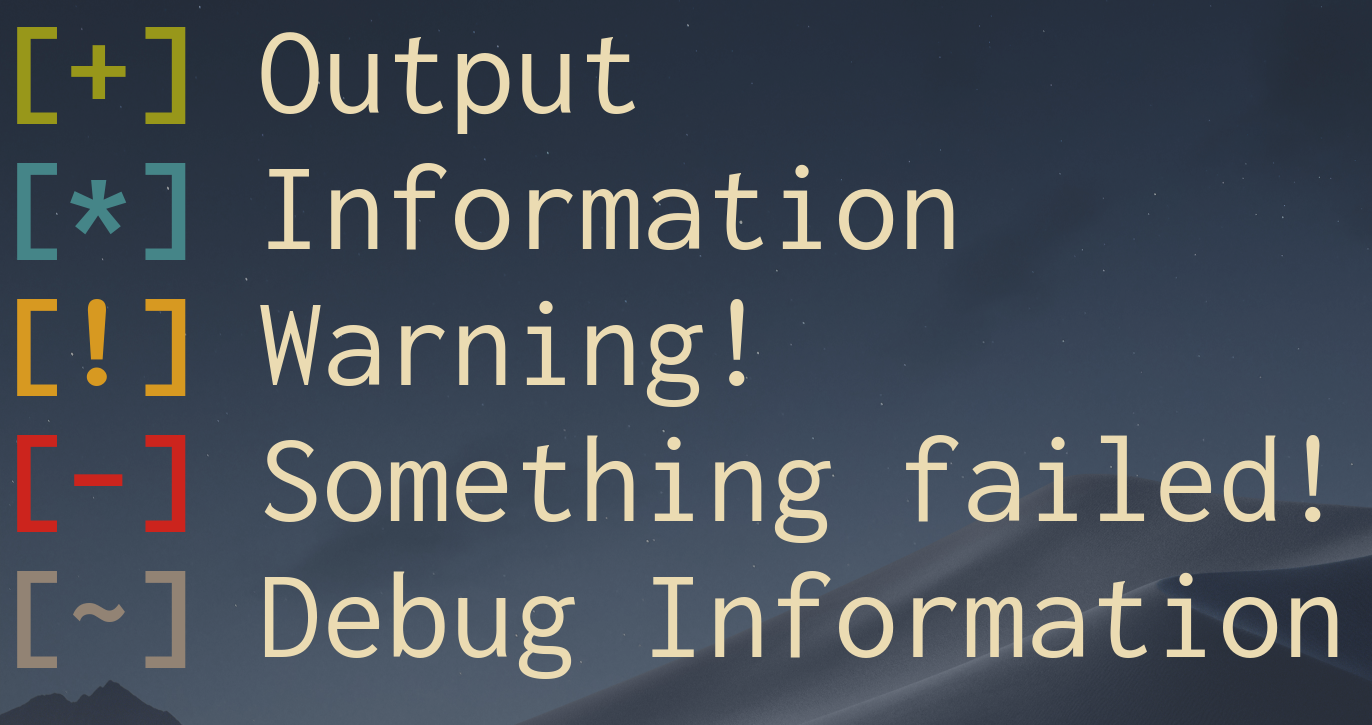 [+] Output
[*] Information
[!] Warning!
[-] Something failed!
[~] Debug Information